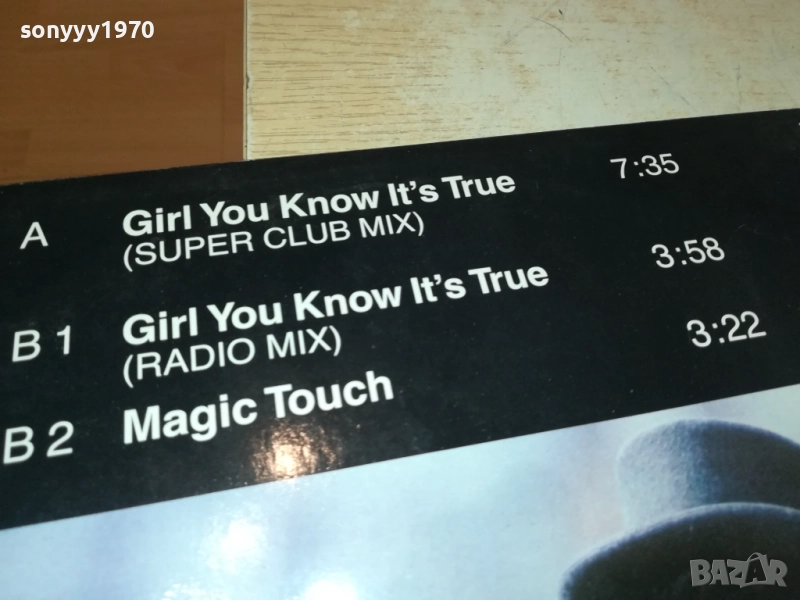 sonyyy1970
A Girl You Know It's True 7:35
(SUPER CLUB MIX)
B 1 Girl You Know It's True 3:58
(RADIO MIX)
B 2 Magic Touch 3:22
BAZAR